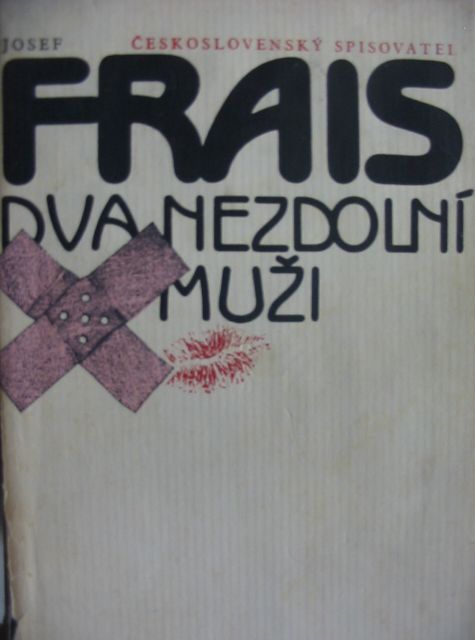 JOSEF ČESKOSLOVENSKÝ SPISOVATEL
FRAIS
DVA NEZDOLNÍ
MUŽI